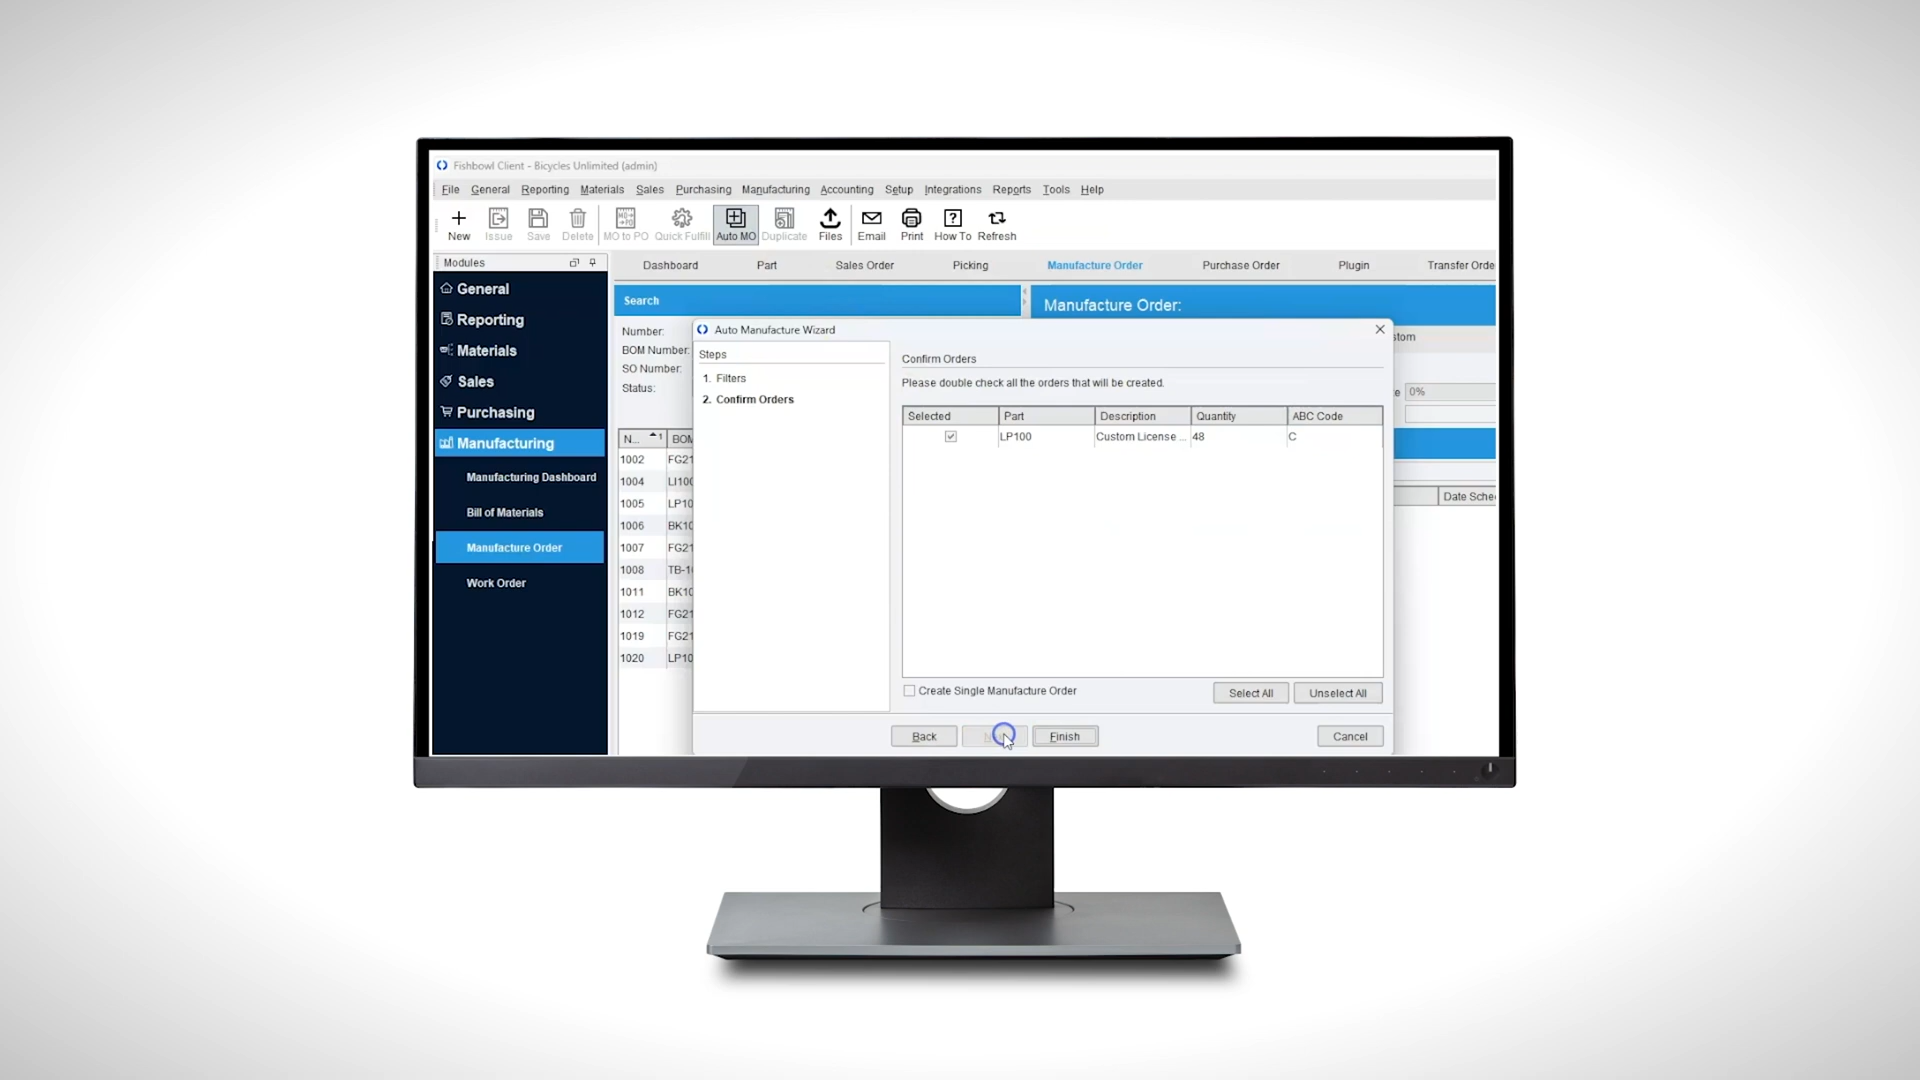 Fishbowl Client - Bicycles Unlimited (admin)
File General Reporting Materials Sales Purchasing Manufacturing Accounting Setup Integrations Reports Tools Help
New Issue Save Delete MO to PO Quick Fulfill Auto MO Duplicate Files Email Print How To Refresh
Modules
Dashboard Part Sales Order Picking Manufacture Order Purchase Order Plugin Transfer Orde
General
Reporting
Materials
Sales
Purchasing
Manufacturing
Manufacturing Dashboard
Bill of Materials
Manufacture Order
Work Order
Search
Number:
BOM Number:
SO Number:
Status:
N... 1 BOM
1002 FG21
1004 LI100
1005 LP10
1006 BK10
1007 FG21
1008 TB-1
1011 BK10
1012 FG21
1019 FG21
1020 LP10
Manufacture Order:
stom
e 0%
Date Sche
Auto Manufacture Wizard
Steps
1. Filters
2. Confirm Orders
Confirm Orders
Please double check all the orders that will be created.
Selected Part Description Quantity ABC Code
LP100 Custom License ... 48 C
Create Single Manufacture Order
Select All Unselect All
Back Finish Cancel